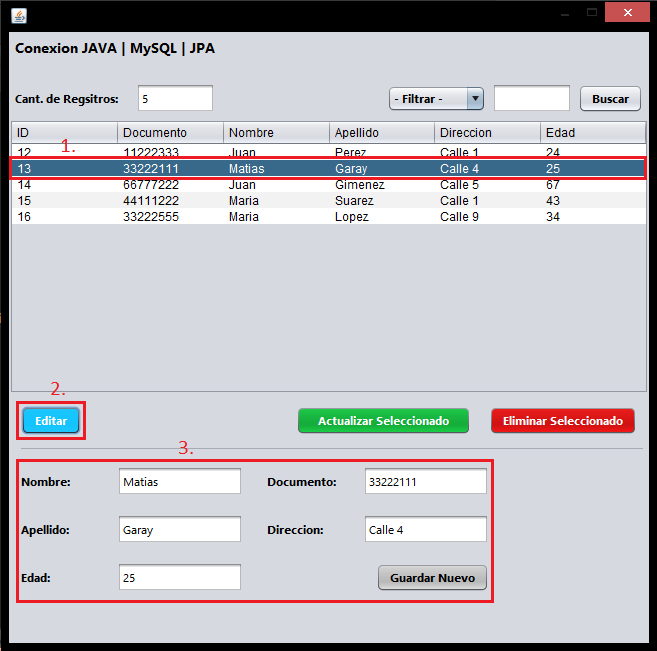 Conexion JAVA | MySQL | JPA
Cant. de Regsitros: 5 - Filtrar - Buscar
ID Documento Nombre Apellido Direccion Edad
1.
12 11222333 Juan Perez Calle 1 24
13 33222111 Matias Garay Calle 4 25
14 66777222 Juan Gimenez Calle 5 67
15 44111222 Maria Suarez Calle 1 43
16 33222555 Maria Lopez Calle 9 34
2.
Editar Actualizar Seleccionado Eliminar Seleccionado
3.
Nombre: Matias Documento: 33222111
Apellido: Garay Direccion: Calle 4
Edad: 25 Guardar Nuevo